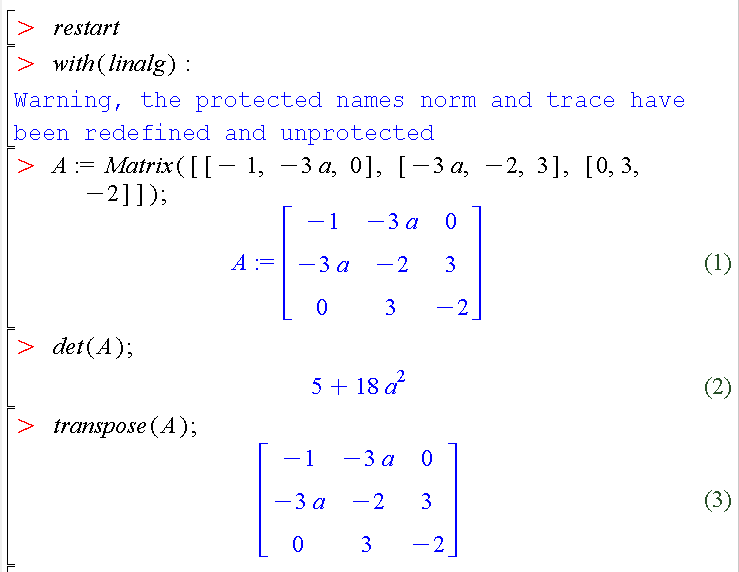 > restart
> with(linalg) :
Warning, the protected names norm and trace have
been redefined and unprotected
> A := Matrix([[− 1, −3 a, 0], [−3 a, −2, 3], [0, 3,
−2]]);
−1 −3 a 0
A := −3 a −2 3 (1)
0 3 −2
> det(A);
5 + 18 a² (2)
> transpose(A);
−1 −3 a 0
−3 a −2 3 (3)
0 3 −2